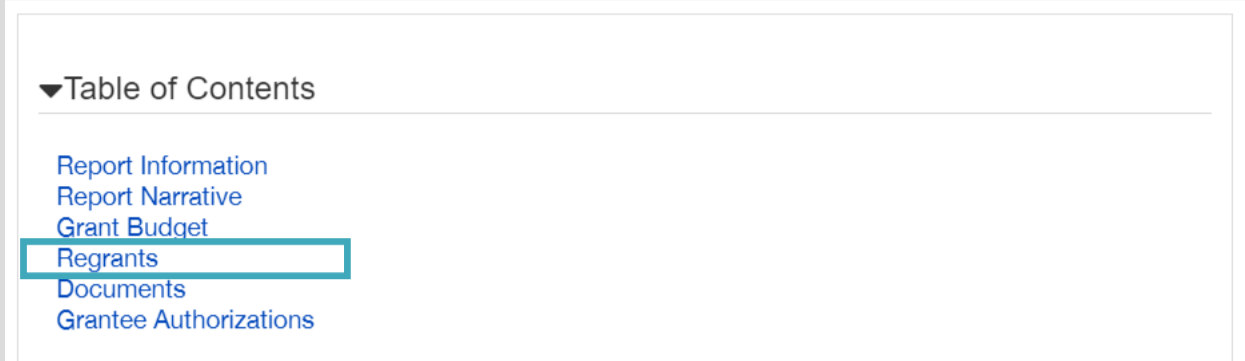 Table of Contents
Report Information
Report Narrative
Grant Budget
Regrants
Documents
Grantee Authorizations